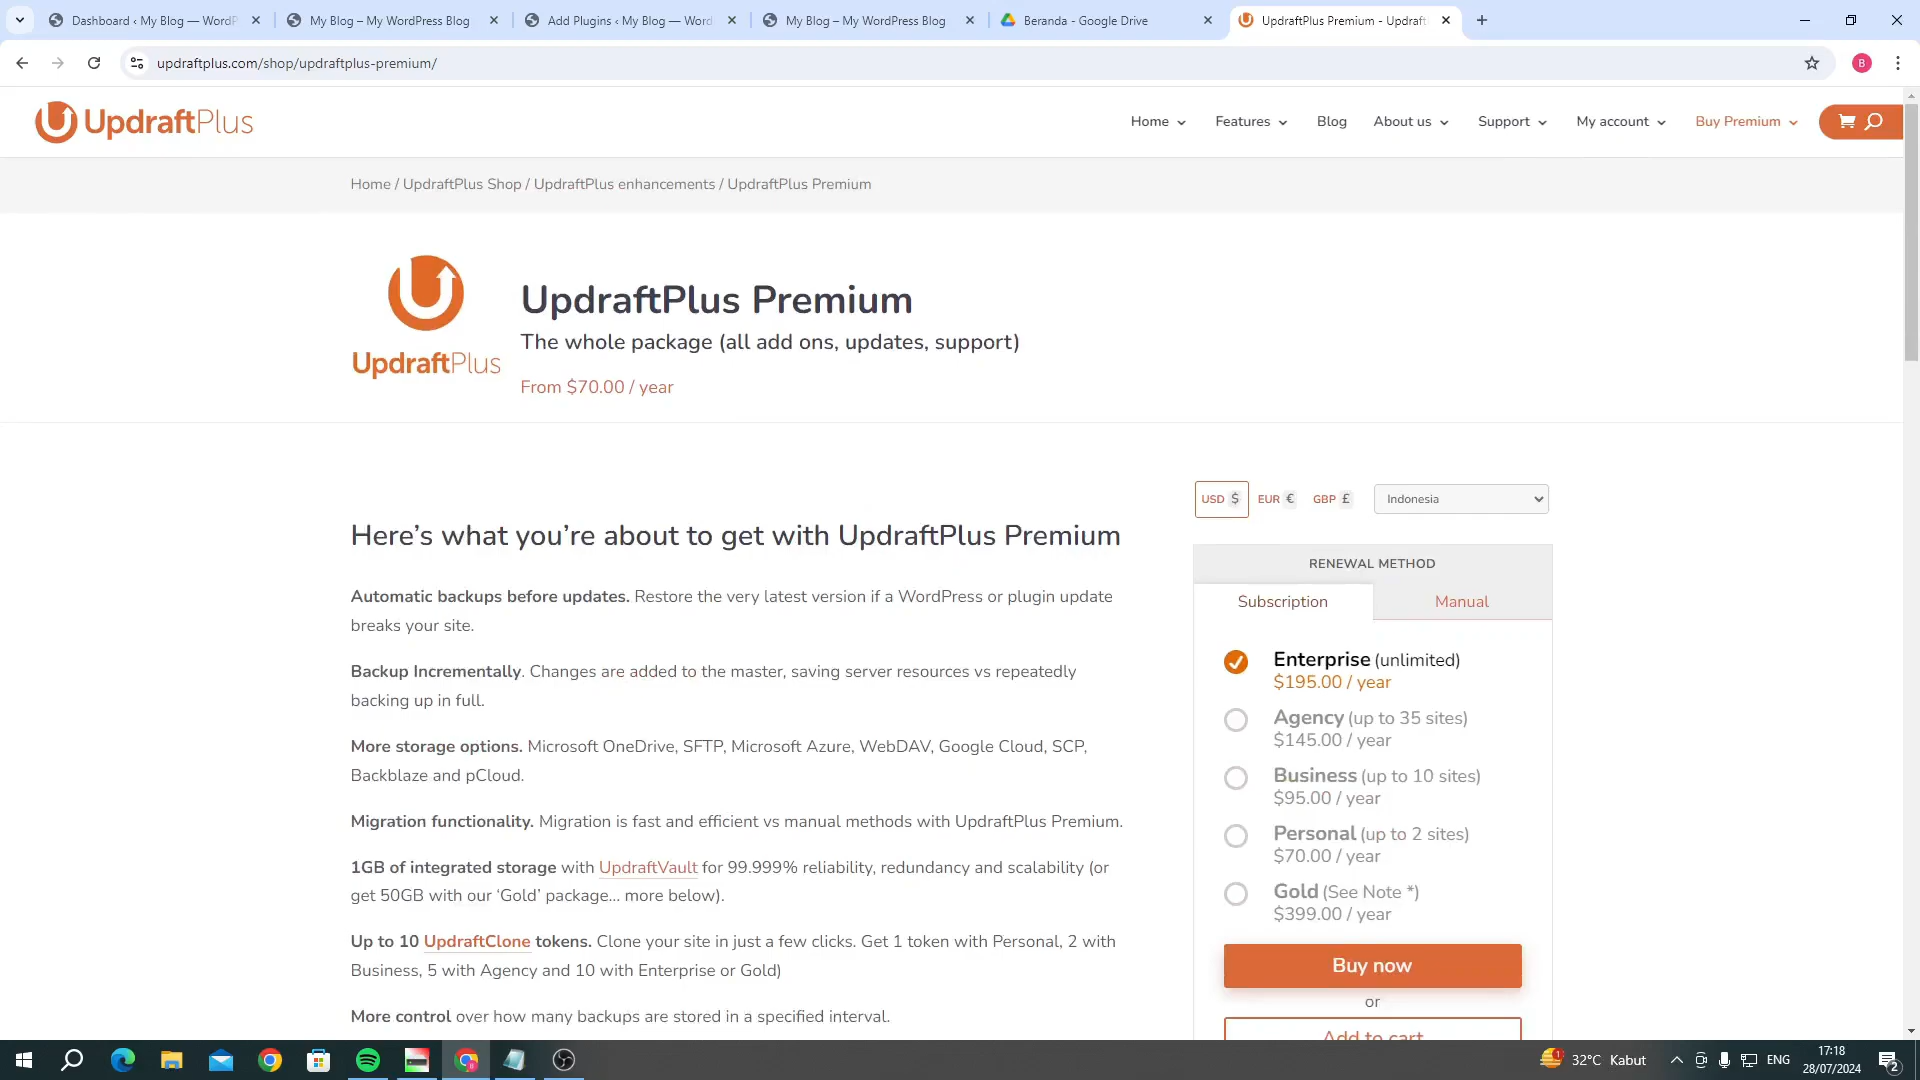 Dashboard ‹ My Blog — WordP
My Blog – My WordPress Blog
Add Plugins ‹ My Blog — Word
My Blog – My WordPress Blog
Beranda - Google Drive
UpdraftPlus Premium - Updraft
updraftplus.com/shop/updraftplus-premium/
B
UpdraftPlus
Home
Features
Blog
About us
Support
My account
Buy Premium
Home / UpdraftPlus Shop / UpdraftPlus enhancements / UpdraftPlus Premium
UpdraftPlus
UpdraftPlus Premium
The whole package (all add ons, updates, support)
From $70.00 / year
Here’s what you’re about to get with UpdraftPlus Premium
Automatic backups before updates. Restore the very latest version if a WordPress or plugin update
breaks your site.
Backup Incrementally. Changes are added to the master, saving server resources vs repeatedly
backing up in full.
More storage options. Microsoft OneDrive, SFTP, Microsoft Azure, WebDAV, Google Cloud, SCP,
Backblaze and pCloud.
Migration functionality. Migration is fast and efficient vs manual methods with UpdraftPlus Premium.
1GB of integrated storage with UpdraftVault for 99.999% reliability, redundancy and scalability (or
get 50GB with our ‘Gold’ package… more below).
Up to 10 UpdraftClone tokens. Clone your site in just a few clicks. Get 1 token with Personal, 2 with
Business, 5 with Agency and 10 with Enterprise or Gold)
More control over how many backups are stored in a specified interval.
USD $
EUR €
GBP £
Indonesia
RENEWAL METHOD
Subscription
Manual
Enterprise (unlimited)
$195.00 / year
Agency (up to 35 sites)
$145.00 / year
Business (up to 10 sites)
$95.00 / year
Personal (up to 2 sites)
$70.00 / year
Gold (See Note *)
$399.00 / year
Buy now
or
Add to cart
1
32°C Kabut
ENG
17:18
28/07/2024
2